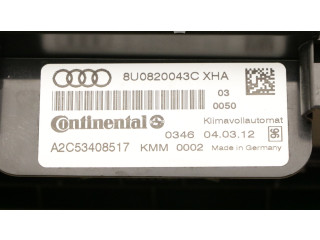 8U0820043C XHA
03
0050
Continental
Klimavollautomat
0346 04.03.12
A2C53408517 KMM 0002 Made in Germany